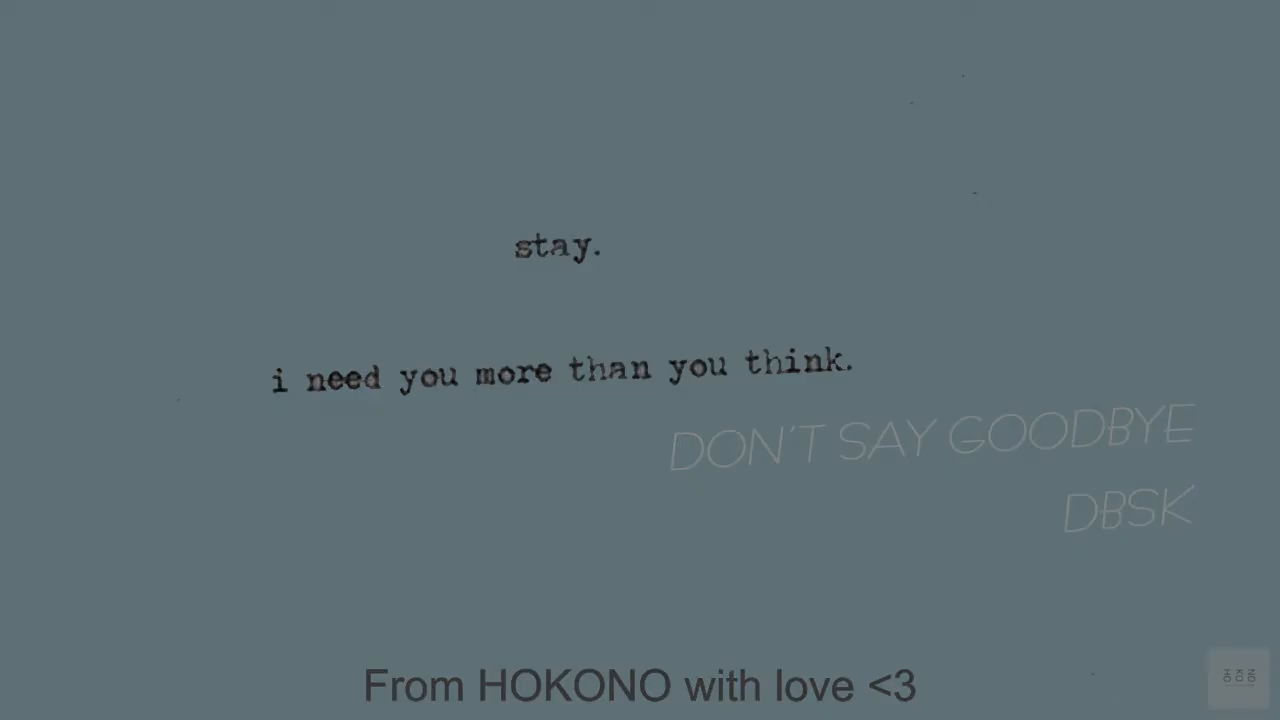 stay.
i need you more than you think.
DON'T SAY GOODBYE
DBSK
From HOKONO with love <3